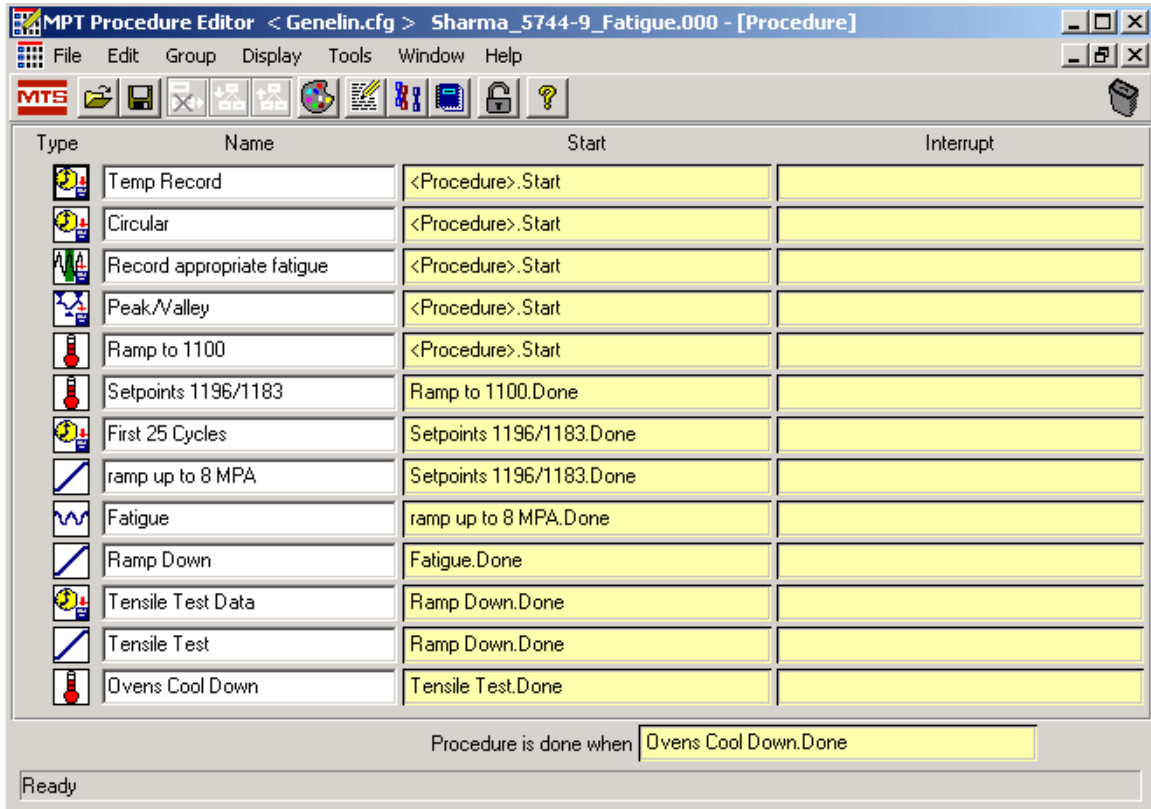 MPT Procedure Editor < Genelin.cfg > Sharma_5744-9_Fatigue.000 - [Procedure]
File Edit Group Display Tools Window Help
MTS
Type Name Start Interrupt
Temp Record <Procedure>.Start
Circular <Procedure>.Start
Record appropriate fatigue <Procedure>.Start
Peak/Valley <Procedure>.Start
Ramp to 1100 <Procedure>.Start
Setpoints 1196/1183 Ramp to 1100.Done
First 25 Cycles Setpoints 1196/1183.Done
ramp up to 8 MPA Setpoints 1196/1183.Done
Fatigue ramp up to 8 MPA.Done
Ramp Down Fatigue.Done
Tensile Test Data Ramp Down.Done
Tensile Test Ramp Down.Done
Ovens Cool Down Tensile Test.Done
Procedure is done when Ovens Cool Down.Done
Ready